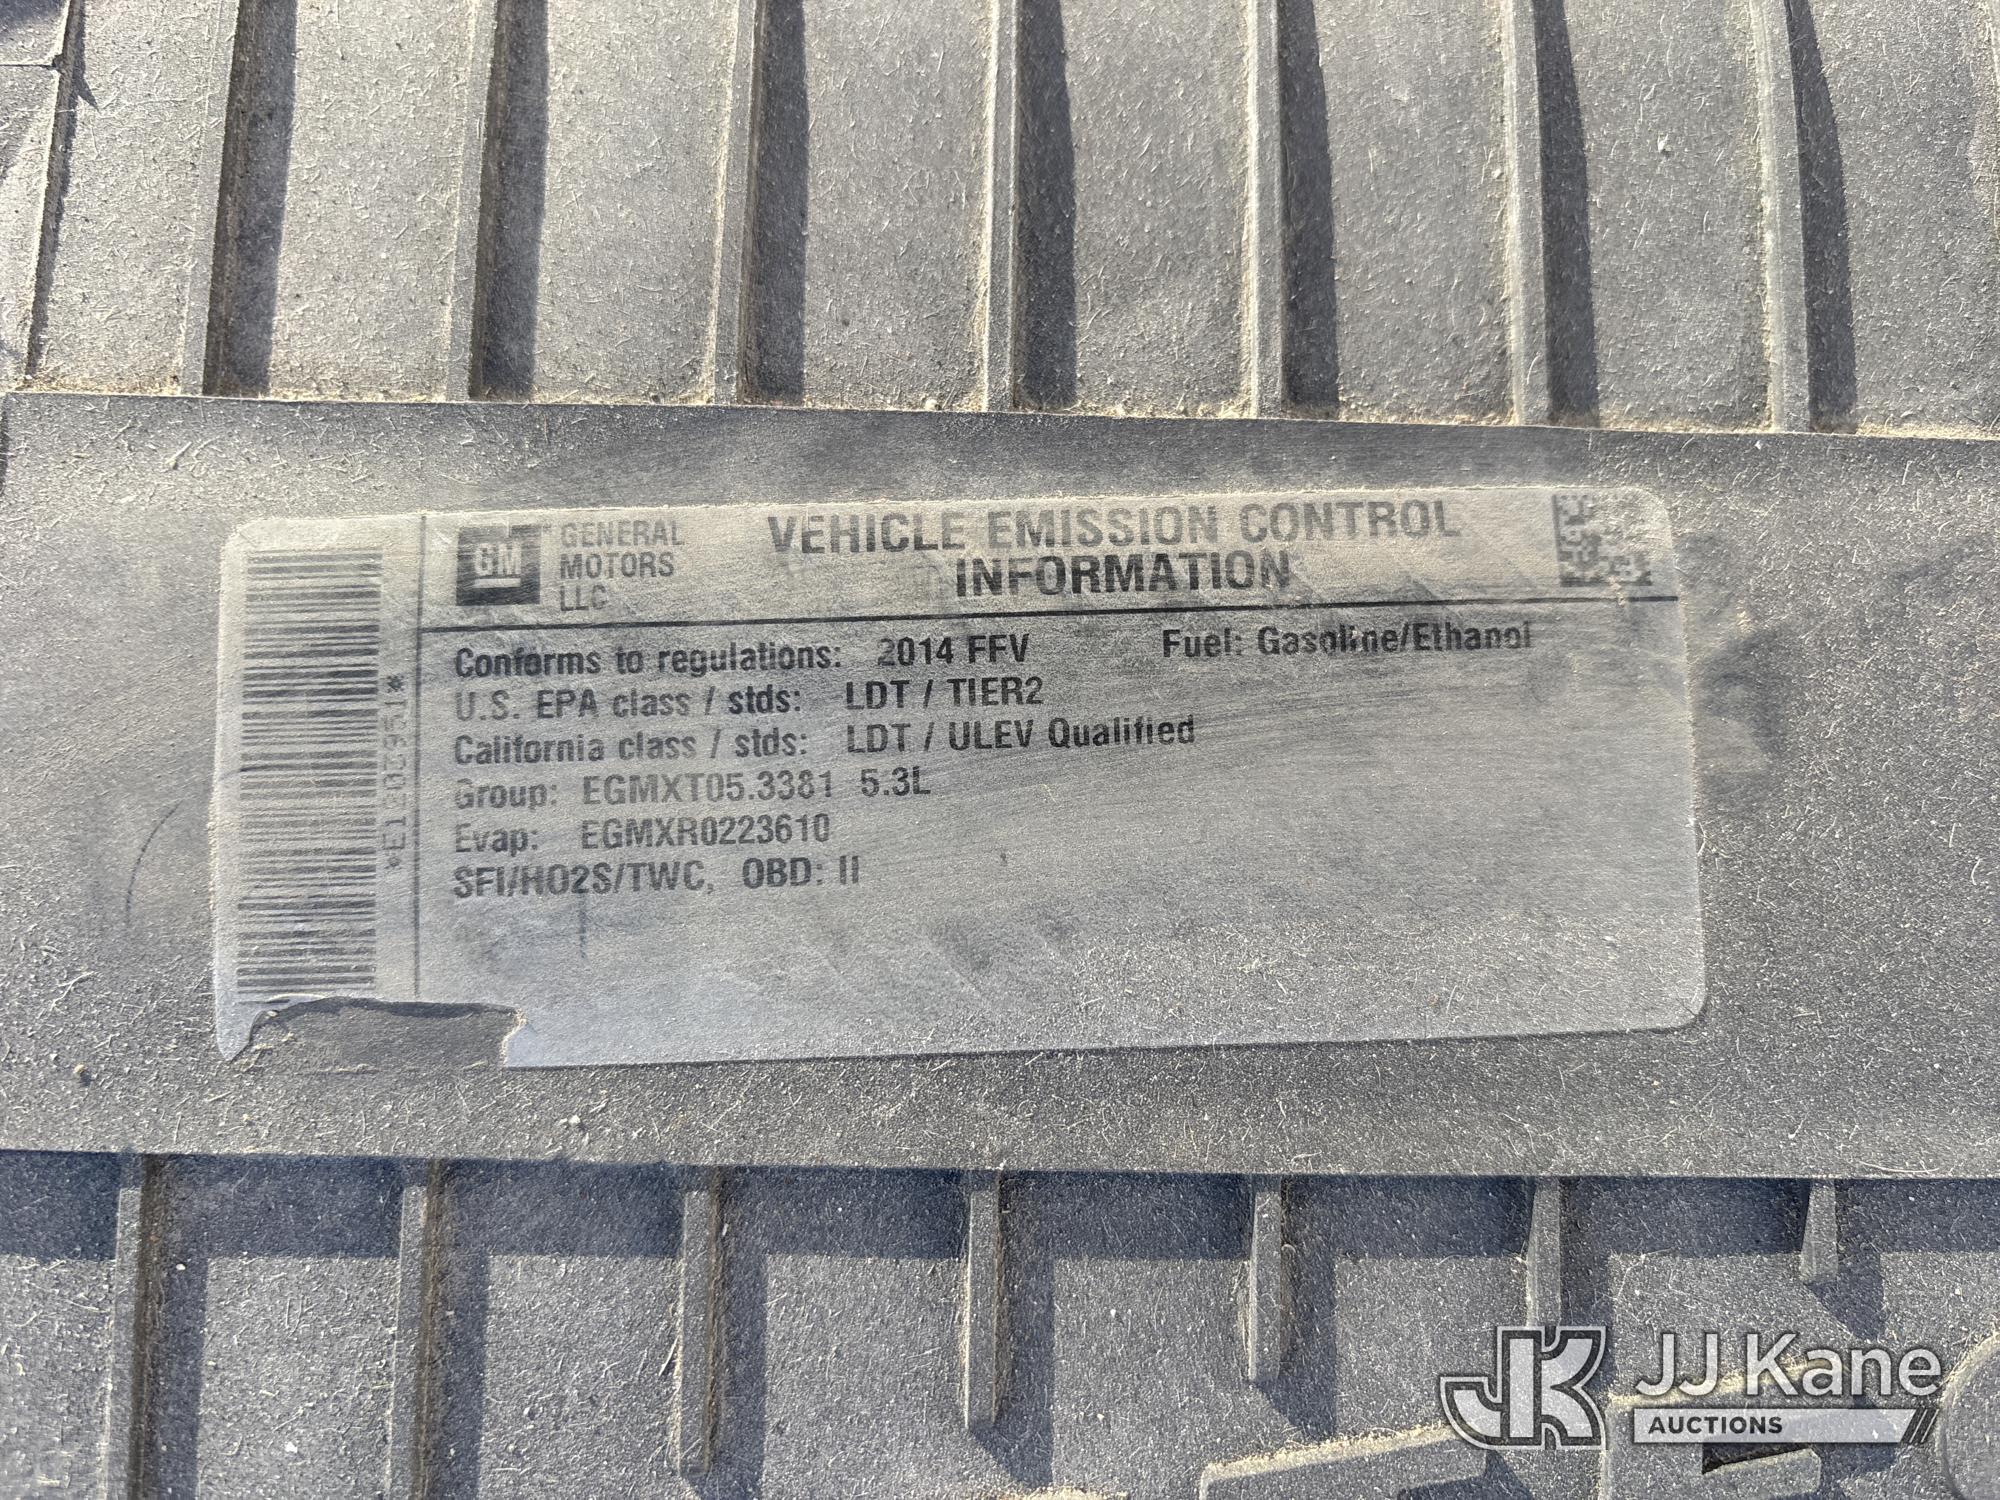 GM
GENERAL
MOTORS
LLC
VEHICLE EMISSION CONTROL
INFORMATION
Conforms to regulations: 2014 FFV Fuel: Gasoline/Ethanol
U.S. EPA class / stds: LDT / TIER2
California class / stds: LDT / ULEV Qualified
Group: EGMXT05.3381 5.3L
Evap: EGMXR0223610
SFI/HO2S/TWC, OBD: II
JK JJ Kane
AUCTIONS